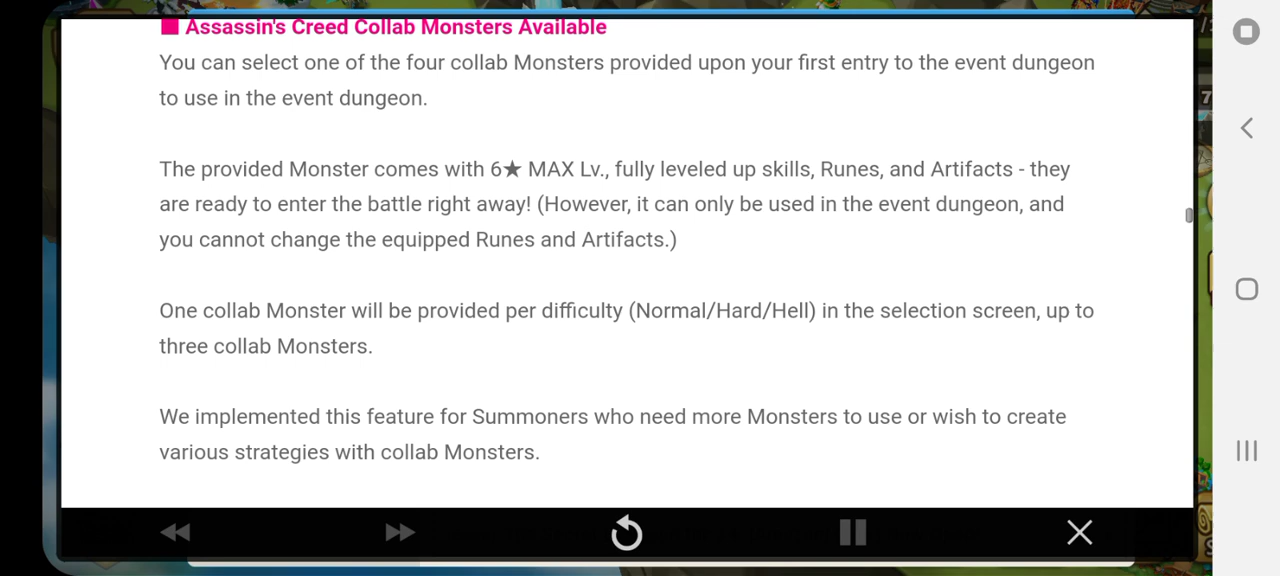 Assassin's Creed Collab Monsters Available
You can select one of the four collab Monsters provided upon your first entry to the event dungeon
to use in the event dungeon.
The provided Monster comes with 6★ MAX Lv., fully leveled up skills, Runes, and Artifacts - they
are ready to enter the battle right away! (However, it can only be used in the event dungeon, and
you cannot change the equipped Runes and Artifacts.)
One collab Monster will be provided per difficulty (Normal/Hard/Hell) in the selection screen, up to
three collab Monsters.
We implemented this feature for Summoners who need more Monsters to use or wish to create
various strategies with collab Monsters.